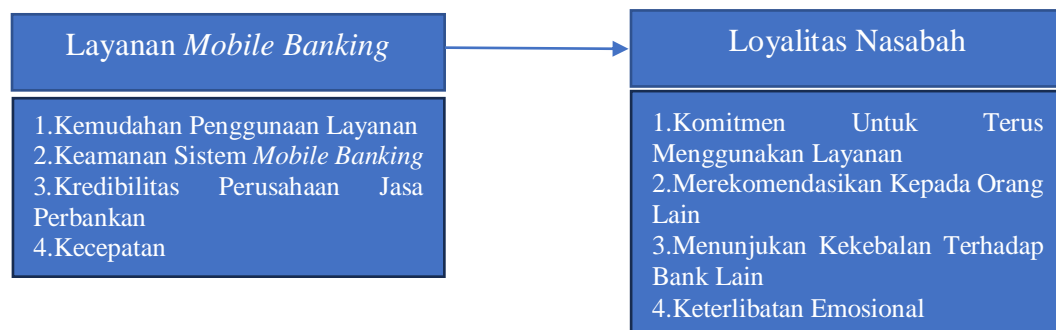 Layanan Mobile Banking
1.Kemudahan Penggunaan Layanan
2.Keamanan Sistem Mobile Banking
3.Kredibilitas Perusahaan Jasa
Perbankan
4.Kecepatan
Loyalitas Nasabah
1.Komitmen Untuk Terus
Menggunakan Layanan
2.Merekomendasikan Kepada Orang
Lain
3.Menunjukan Kekebalan Terhadap
Bank Lain
4.Keterlibatan Emosional